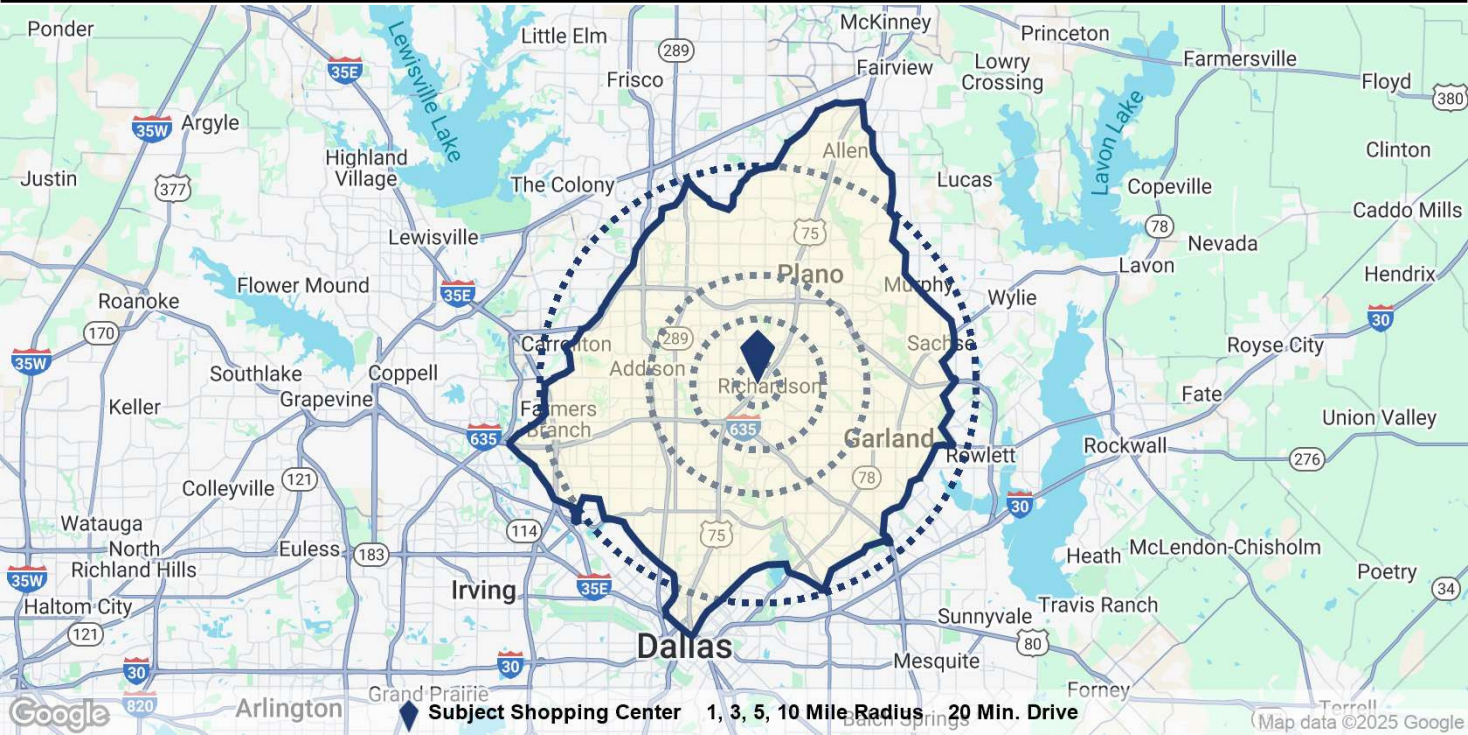 Ponder
McKinney
Little Elm
Princeton
289
Farmersville
Lewisville Lake
35E
Frisco
Fairview
Lowry
Crossing
Floyd
380
Argyle
35W
Lavon Lake
Allen
Clinton
Highland
Village
Justin
377
The Colony
Lucas
Copeville
Caddo Mills
78
75
Lewisville
Nevada
Lavon
Plano
Hendrix
Flower Mound
Murphy
35E
Wylie
Roanoke
30
170
289
Carrollton
Sachse
Royse City
35W
Addison
Southlake
Coppell
Richardson
Fate
Grapevine
Keller
Farmers
Branch
Union Valley
635
635
Garland
Rockwall
Rowlett
276
121
78
Colleyville
30
Watauga
114
75
North
Richland Hills
Euless
183
Heath
McLendon-Chisholm
35W
Poetry
Irving
35E
34
Haltom City
Travis Ranch
121
Sunnyvale
Dallas
80
30
30
Mesquite
Forney
Grand Prairie
820
Arlington
Terrell
Balch Springs
Google
Subject Shopping Center 1, 3, 5, 10 Mile Radius 20 Min. Drive
Map data ©2025 Google